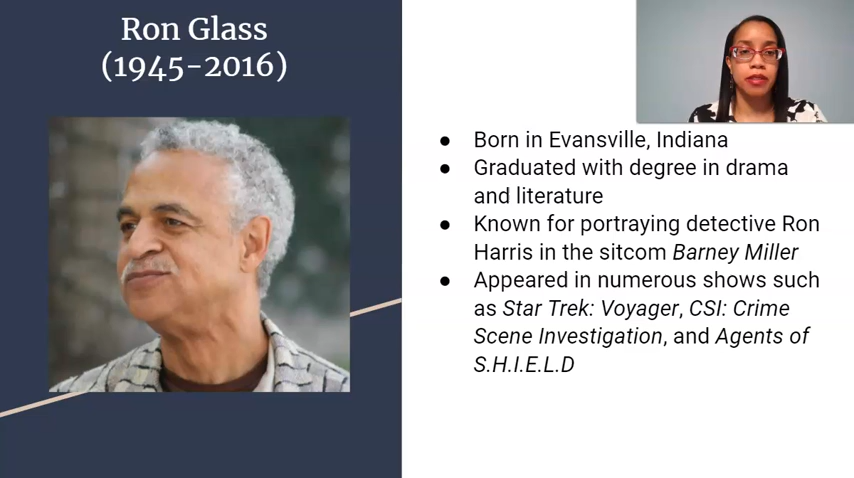 Ron Glass
(1945-2016)
● Born in Evansville, Indiana
● Graduated with degree in drama
and literature
● Known for portraying detective Ron
Harris in the sitcom Barney Miller
● Appeared in numerous shows such
as Star Trek: Voyager, CSI: Crime
Scene Investigation, and Agents of
S.H.I.E.L.D